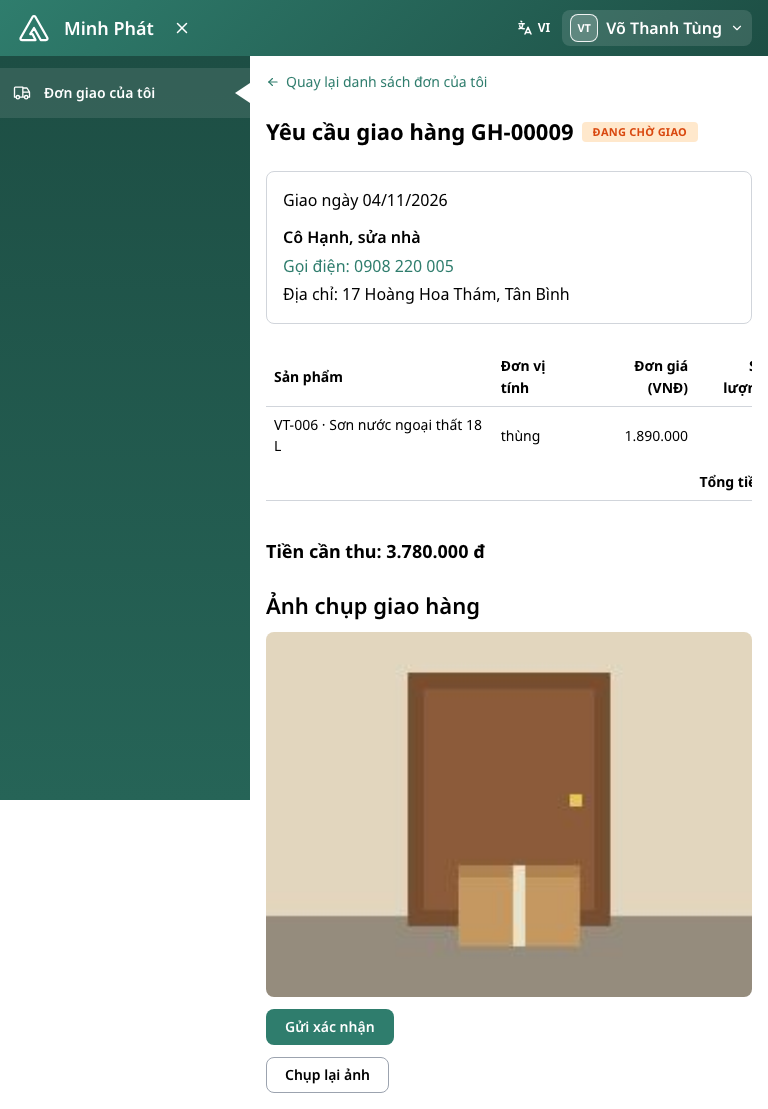 Minh Phát
VI
VT
Võ Thanh Tùng
Đơn giao của tôi
Quay lại danh sách đơn của tôi
Yêu cầu giao hàng GH-00009
ĐANG CHỜ GIAO
Giao ngày 04/11/2026
Cô Hạnh, sửa nhà
Gọi điện: 0908 220 005
Địa chỉ: 17 Hoàng Hoa Thám, Tân Bình
Sản phẩm
Đơn vị
tính
Đơn giá
(VNĐ)
VT-006 · Sơn nước ngoại thất 18
L
thùng
1.890.000
Tổng
Tiền cần thu: 3.780.000 đ
Ảnh chụp giao hàng
Gửi xác nhận
Chụp lại ảnh